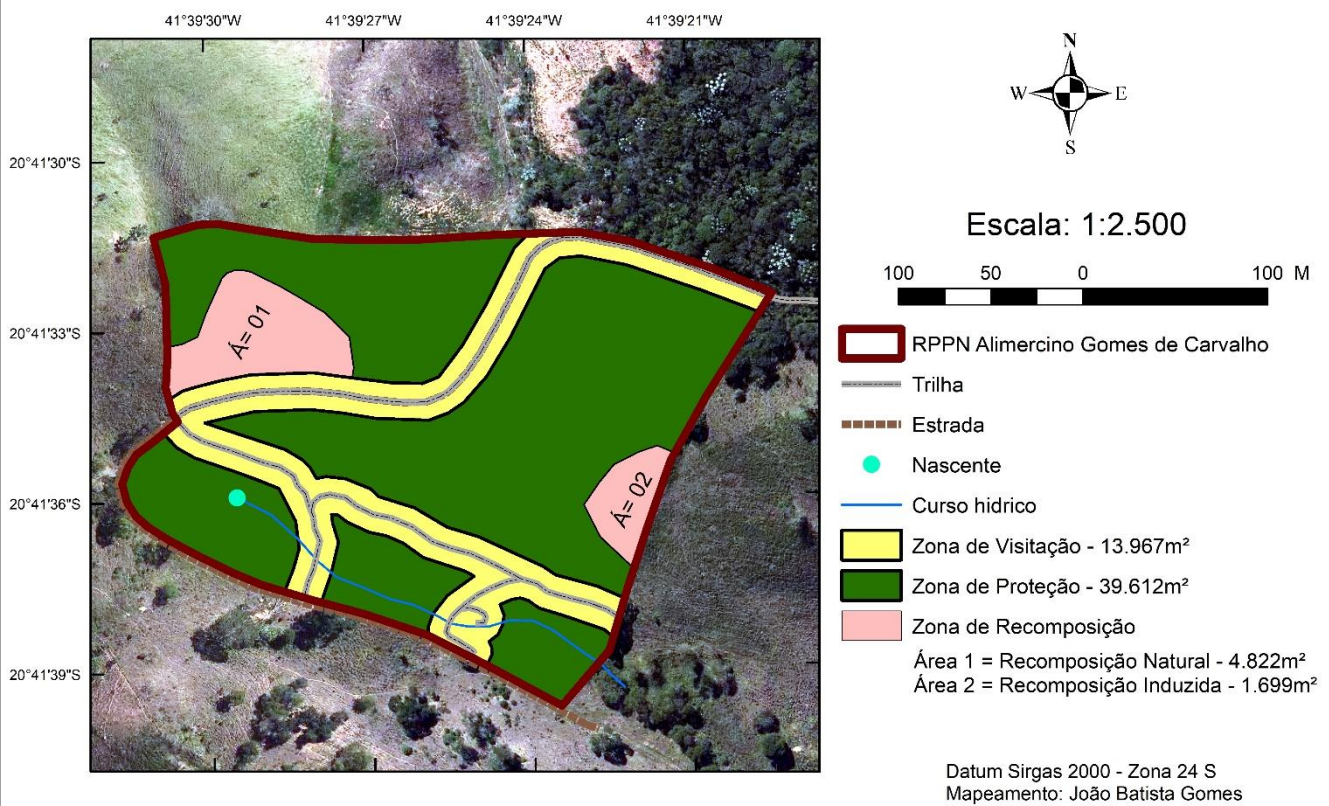 41°39'30"W 41°39'27"W 41°39'24"W 41°39'21"W
20°41'30"S
20°41'33"S
20°41'36"S
20°41'39"S
Á= 01
Á= 02
N
W E
S
Escala: 1:2.500
100 50 0 100 M
RPPN Alimercino Gomes de Carvalho
Trilha
Estrada
Nascente
Curso hidrico
Zona de Visitação - 13.967m²
Zona de Proteção - 39.612m²
Zona de Recomposição
Área 1 = Recomposição Natural - 4.822m²
Área 2 = Recomposição Induzida - 1.699m²
Datum Sirgas 2000 - Zona 24 S
Mapeamento: João Batista Gomes